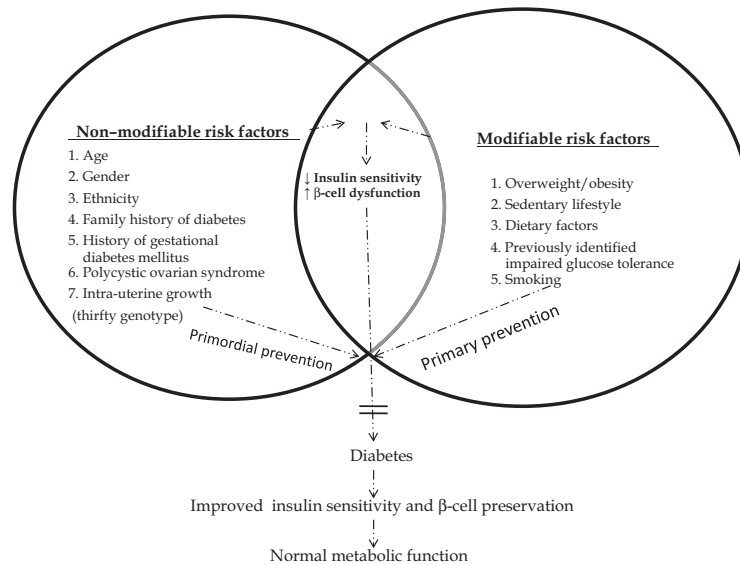 Non–modifiable risk factors
1. Age
2. Gender
3. Ethnicity
4. Family history of diabetes
5. History of gestational
diabetes mellitus
6. Polycystic ovarian syndrome
7. Intra-uterine growth
(thirfty genotype)
Primordial prevention
↓ Insulin sensitivity
↑ β-cell dysfunction
Modifiable risk factors
1. Overweight/obesity
2. Sedentary lifestyle
3. Dietary factors
4. Previously identified
impaired glucose tolerance
5. Smoking
Primary prevention
Diabetes
Improved insulin sensitivity and β-cell preservation
Normal metabolic function